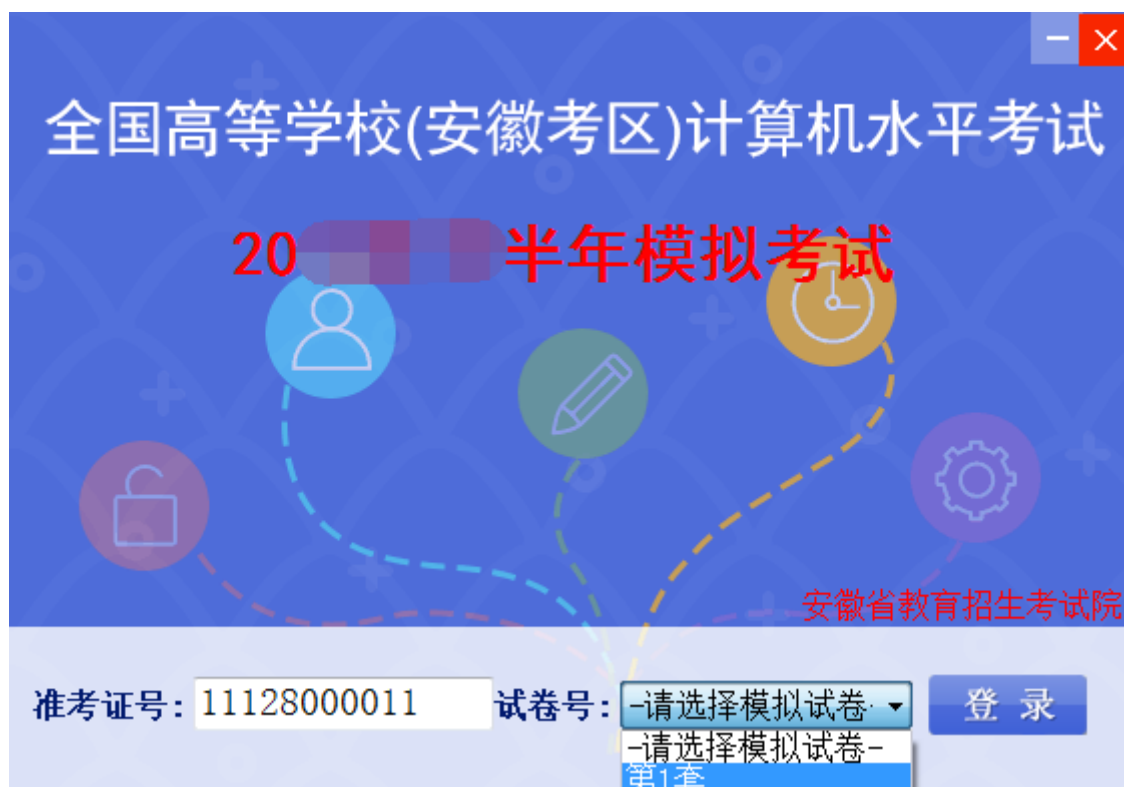 全国高等学校(安徽考区)计算机水平考试
20 半年模拟考试
安徽省教育招生考试院
准考证号: 11128000011 试卷号: -请选择模拟试卷- 登 录
-请选择模拟试卷-
第1套